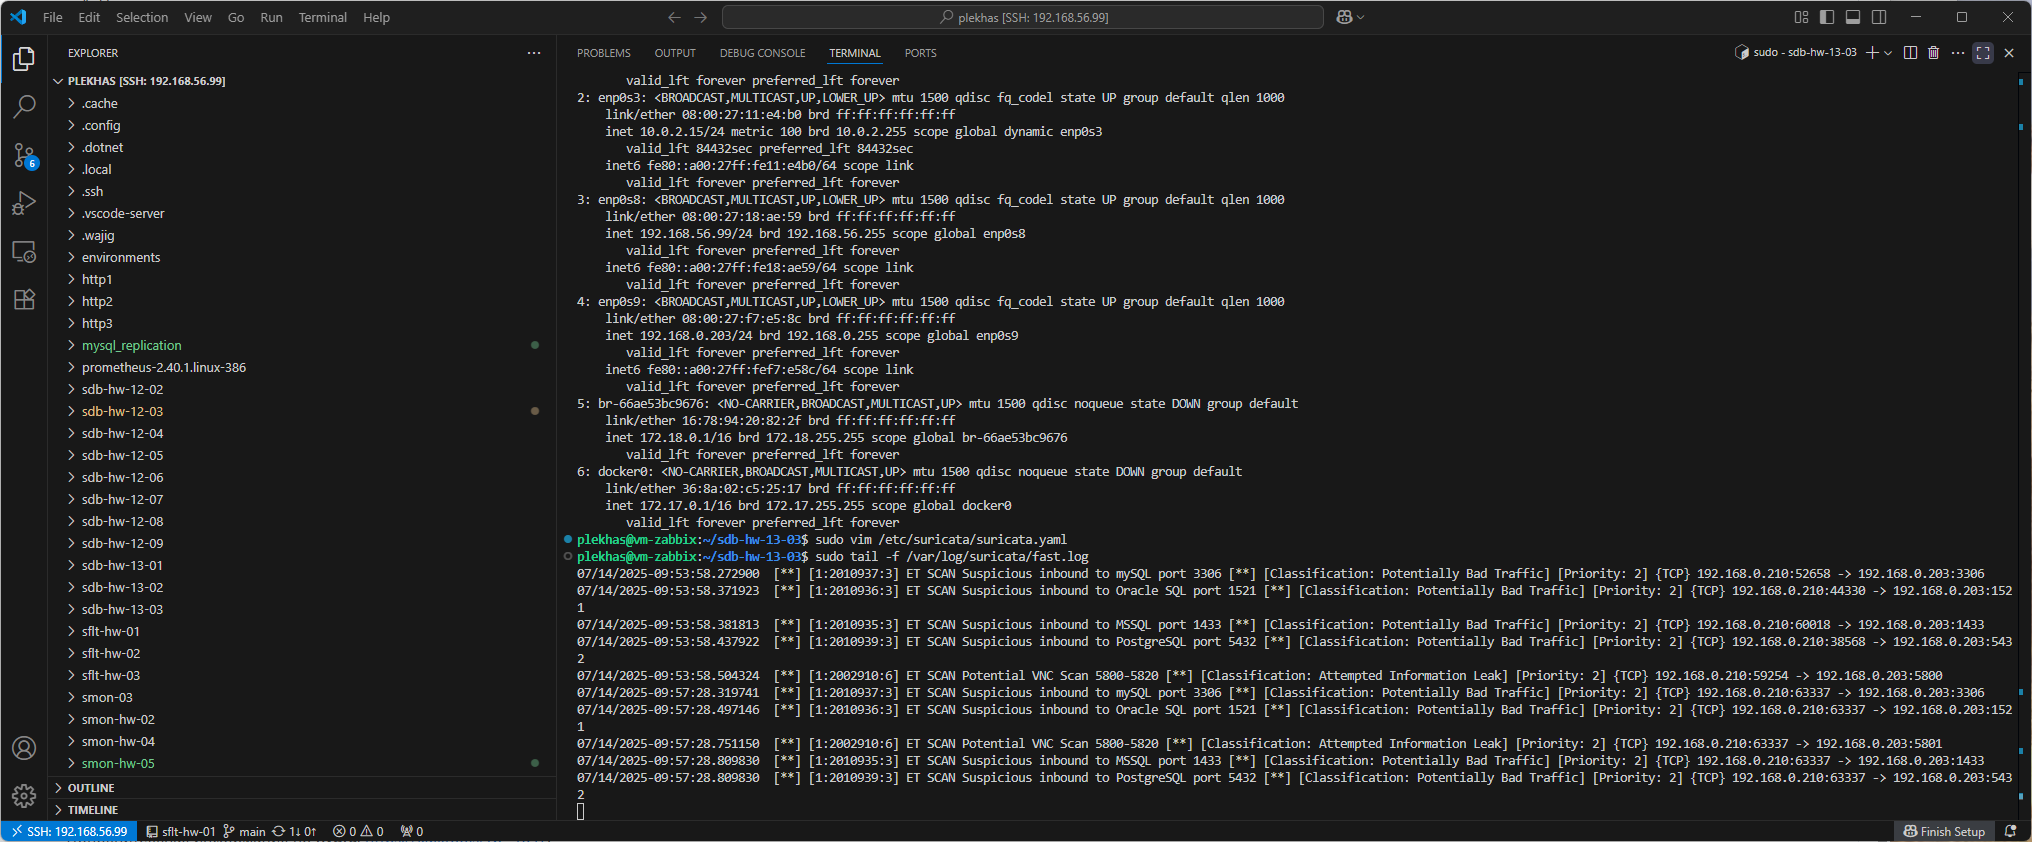 File Edit Selection View Go Run Terminal Help
plekhas [SSH: 192.168.56.99]
EXPLORER
PLEKHAS [SSH: 192.168.56.99]
.cache
.config
.dotnet
.local
.ssh
.vscode-server
.wajig
environments
http1
http2
http3
mysql_replication
prometheus-2.40.1.linux-386
sdb-hw-12-02
sdb-hw-12-03
sdb-hw-12-04
sdb-hw-12-05
sdb-hw-12-06
sdb-hw-12-07
sdb-hw-12-08
sdb-hw-12-09
sdb-hw-13-01
sdb-hw-13-02
sdb-hw-13-03
sflt-hw-01
sflt-hw-02
sflt-hw-03
smon-03
smon-hw-02
smon-hw-04
smon-hw-05
OUTLINE
TIMELINE
6
PROBLEMS OUTPUT DEBUG CONSOLE TERMINAL PORTS
sudo - sdb-hw-13-03
valid_lft forever preferred_lft forever
2: enp0s3: <BROADCAST,MULTICAST,UP,LOWER_UP> mtu 1500 qdisc fq_codel state UP group default qlen 1000
link/ether 08:00:27:11:e4:b0 brd ff:ff:ff:ff:ff:ff
inet 10.0.2.15/24 metric 100 brd 10.0.2.255 scope global dynamic enp0s3
valid_lft 84432sec preferred_lft 84432sec
inet6 fe80::a00:27ff:fe11:e4b0/64 scope link
valid_lft forever preferred_lft forever
3: enp0s8: <BROADCAST,MULTICAST,UP,LOWER_UP> mtu 1500 qdisc fq_codel state UP group default qlen 1000
link/ether 08:00:27:18:ae:59 brd ff:ff:ff:ff:ff:ff
inet 192.168.56.99/24 brd 192.168.56.255 scope global enp0s8
valid_lft forever preferred_lft forever
inet6 fe80::a00:27ff:fe18:ae59/64 scope link
valid_lft forever preferred_lft forever
4: enp0s9: <BROADCAST,MULTICAST,UP,LOWER_UP> mtu 1500 qdisc fq_codel state UP group default qlen 1000
link/ether 08:00:27:f7:e5:8c brd ff:ff:ff:ff:ff:ff
inet 192.168.0.203/24 brd 192.168.0.255 scope global enp0s9
valid_lft forever preferred_lft forever
inet6 fe80::a00:27ff:fef7:e58c/64 scope link
valid_lft forever preferred_lft forever
5: br-66ae53bc9676: <NO-CARRIER,BROADCAST,MULTICAST,UP> mtu 1500 qdisc noqueue state DOWN group default
link/ether 16:78:94:20:82:2f brd ff:ff:ff:ff:ff:ff
inet 172.18.0.1/16 brd 172.18.255.255 scope global br-66ae53bc9676
valid_lft forever preferred_lft forever
6: docker0: <NO-CARRIER,BROADCAST,MULTICAST,UP> mtu 1500 qdisc noqueue state DOWN group default
link/ether 36:8a:02:c5:25:17 brd ff:ff:ff:ff:ff:ff
inet 172.17.0.1/16 brd 172.17.255.255 scope global docker0
valid_lft forever preferred_lft forever
plekhas@vm-zabbix:~/sdb-hw-13-03$ sudo vim /etc/suricata/suricata.yaml
plekhas@vm-zabbix:~/sdb-hw-13-03$ sudo tail -f /var/log/suricata/fast.log
07/14/2025-09:53:58.272900  [**] [1:2010937:3] ET SCAN Suspicious inbound to mySQL port 3306 [**] [Classification: Potentially Bad Traffic] [Priority: 2] {TCP} 192.168.0.210:52658 -> 192.168.0.203:3306
07/14/2025-09:53:58.371923  [**] [1:2010936:3] ET SCAN Suspicious inbound to Oracle SQL port 1521 [**] [Classification: Potentially Bad Traffic] [Priority: 2] {TCP} 192.168.0.210:44330 -> 192.168.0.203:152
1
07/14/2025-09:53:58.381813  [**] [1:2010935:3] ET SCAN Suspicious inbound to MSSQL port 1433 [**] [Classification: Potentially Bad Traffic] [Priority: 2] {TCP} 192.168.0.210:60018 -> 192.168.0.203:1433
07/14/2025-09:53:58.437922  [**] [1:2010939:3] ET SCAN Suspicious inbound to PostgreSQL port 5432 [**] [Classification: Potentially Bad Traffic] [Priority: 2] {TCP} 192.168.0.210:38568 -> 192.168.0.203:543
2
07/14/2025-09:53:58.504324  [**] [1:2002910:6] ET SCAN Potential VNC Scan 5800-5820 [**] [Classification: Attempted Information Leak] [Priority: 2] {TCP} 192.168.0.210:59254 -> 192.168.0.203:5800
07/14/2025-09:57:28.319741  [**] [1:2010937:3] ET SCAN Suspicious inbound to mySQL port 3306 [**] [Classification: Potentially Bad Traffic] [Priority: 2] {TCP} 192.168.0.210:63337 -> 192.168.0.203:3306
07/14/2025-09:57:28.497146  [**] [1:2010936:3] ET SCAN Suspicious inbound to Oracle SQL port 1521 [**] [Classification: Potentially Bad Traffic] [Priority: 2] {TCP} 192.168.0.210:63337 -> 192.168.0.203:152
1
07/14/2025-09:57:28.751150  [**] [1:2002910:6] ET SCAN Potential VNC Scan 5800-5820 [**] [Classification: Attempted Information Leak] [Priority: 2] {TCP} 192.168.0.210:63337 -> 192.168.0.203:5801
07/14/2025-09:57:28.809830  [**] [1:2010935:3] ET SCAN Suspicious inbound to MSSQL port 1433 [**] [Classification: Potentially Bad Traffic] [Priority: 2] {TCP} 192.168.0.210:63337 -> 192.168.0.203:1433
07/14/2025-09:57:28.809830  [**] [1:2010939:3] ET SCAN Suspicious inbound to PostgreSQL port 5432 [**] [Classification: Potentially Bad Traffic] [Priority: 2] {TCP} 192.168.0.210:63337 -> 192.168.0.203:543
2
SSH: 192.168.56.99 sflt-hw-01 main 1↓ 0↑ 0 0 0 Finish Setup